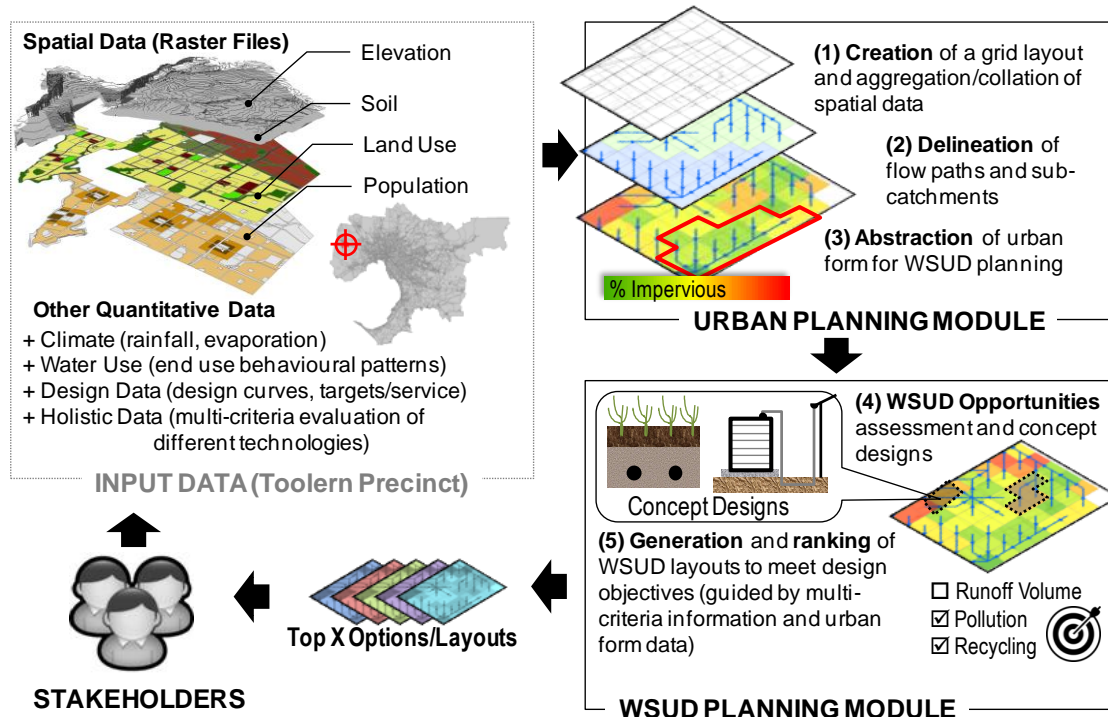 Spatial Data (Raster Files)
Elevation
Soil
Land Use
Population
Other Quantitative Data
+ Climate (rainfall, evaporation)
+ Water Use (end use behavioural patterns)
+ Design Data (design curves, targets/service)
+ Holistic Data (multi-criteria evaluation of
different technologies)
INPUT DATA (Toolern Precinct)
(1) Creation of a grid layout
and aggregation/collation of
spatial data
(2) Delineation of
flow paths and sub-
catchments
(3) Abstraction of urban
form for WSUD planning
% Impervious
URBAN PLANNING MODULE
(4) WSUD Opportunities
assessment and concept
designs
Concept Designs
(5) Generation and ranking of
WSUD layouts to meet design
objectives (guided by multi-
criteria information and urban
form data)
Runoff Volume
Pollution
Recycling
WSUD PLANNING MODULE
Top X Options/Layouts
STAKEHOLDERS